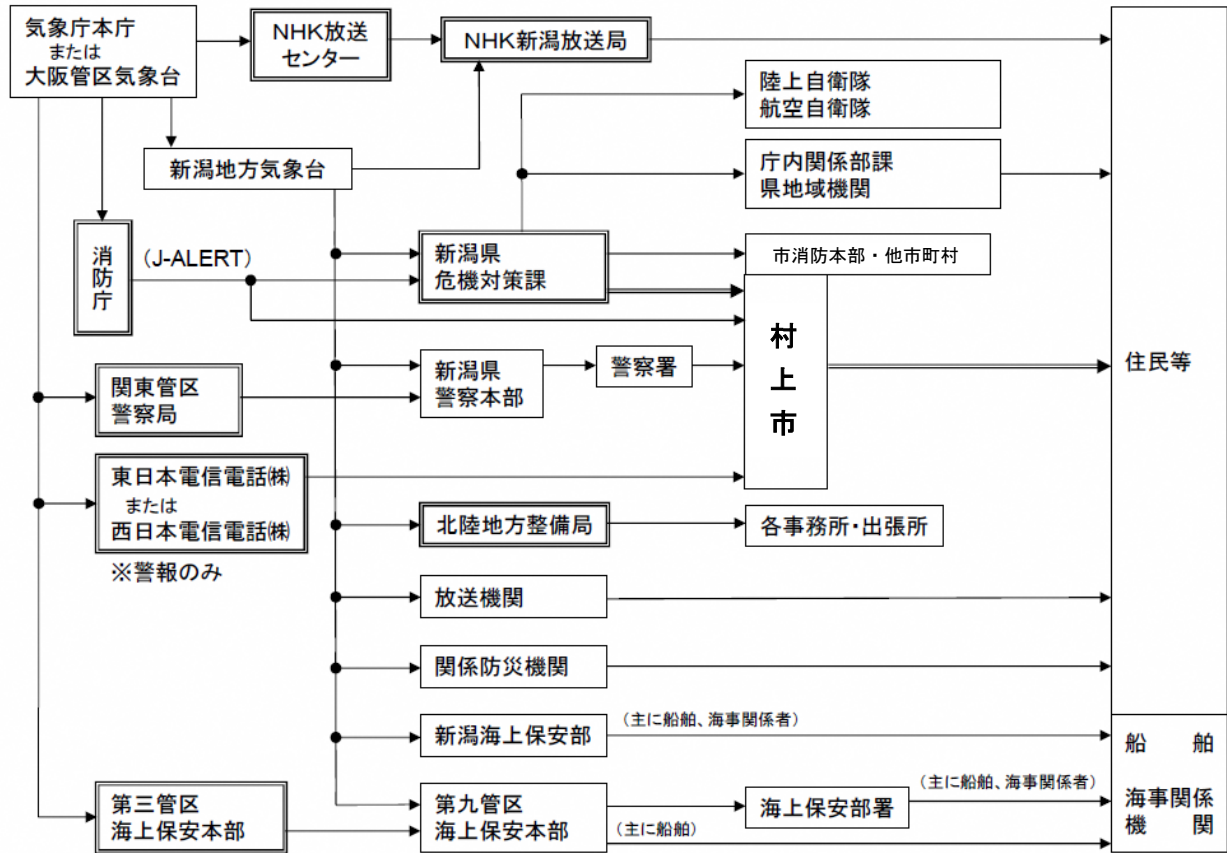 気象庁本庁
または
大阪管区気象台
NHK放送
センター
NHK新潟放送局
陸上自衛隊
航空自衛隊
新潟地方気象台
庁内関係部課
県地域機関
消防庁
(J-ALERT)
新潟県
危機対策課
市消防本部・他市町村
村上市
住民等
関東管区
警察局
新潟県
警察本部
警察署
東日本電信電話㈱
または
西日本電信電話㈱
※警報のみ
北陸地方整備局
各事務所・出張所
放送機関
関係防災機関
新潟海上保安部
(主に船舶、海事関係者)
船 舶
海事関係
機 関
第三管区
海上保安本部
第九管区
海上保安本部
(主に船舶)
海上保安部署
(主に船舶、海事関係者)